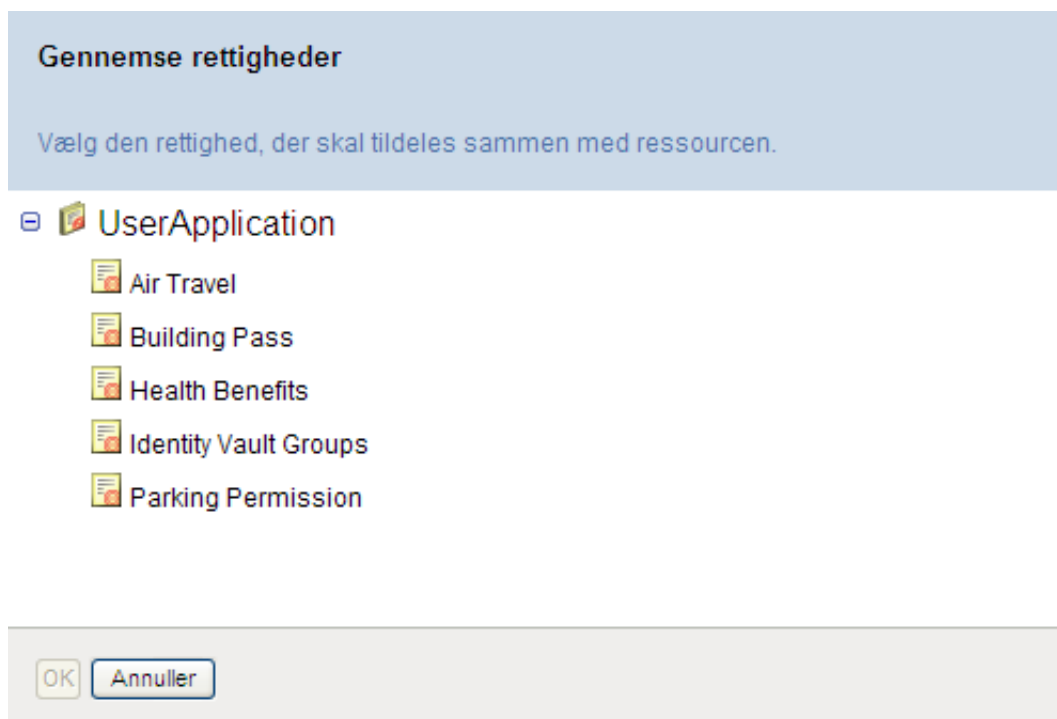 Gennemse rettigheder
Vælg den rettighed, der skal tildeles sammen med ressourcen.
UserApplication
Air Travel
Building Pass
Health Benefits
Identity Vault Groups
Parking Permission
OK Annuller